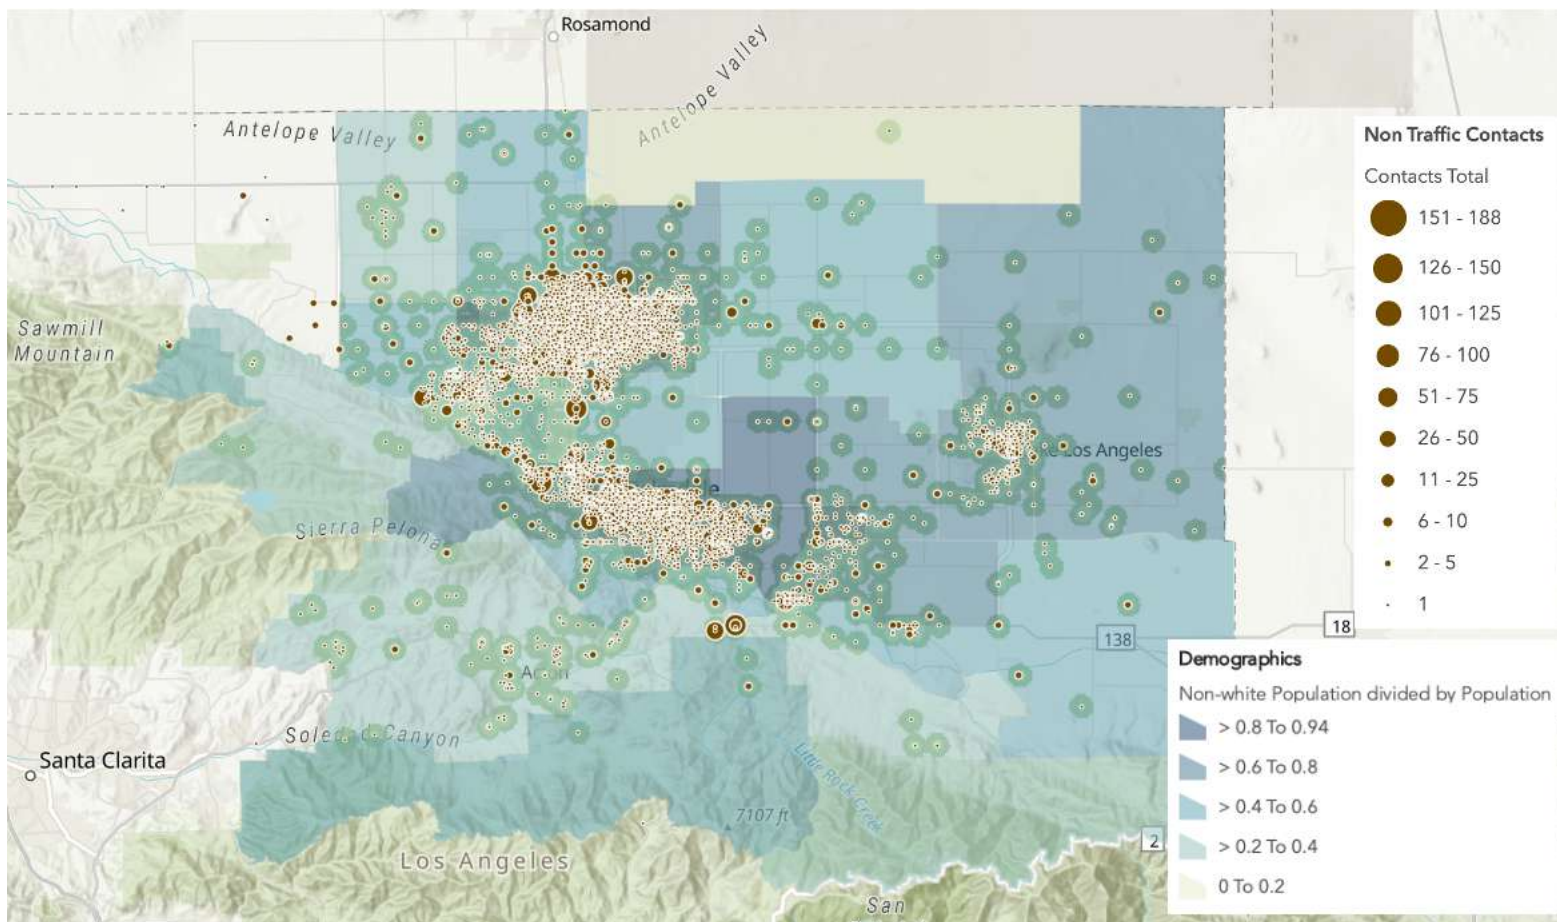 Rosamond
Antelope Valley
Antelope Valley
Non Traffic Contacts
Contacts Total
151 - 188
126 - 150
101 - 125
76 - 100
51 - 75
26 - 50
11 - 25
6 - 10
2 - 5
1
Sawmill
Mountain
Los Angeles
Sierra Pelona
18
138
Demographics
Non-white Population divided by Population
> 0.8 To 0.94
> 0.6 To 0.8
> 0.4 To 0.6
> 0.2 To 0.4
0 To 0.2
Canyon
Santa Clarita
Little Rock Creek
7107 ft
2
Los Angeles
San